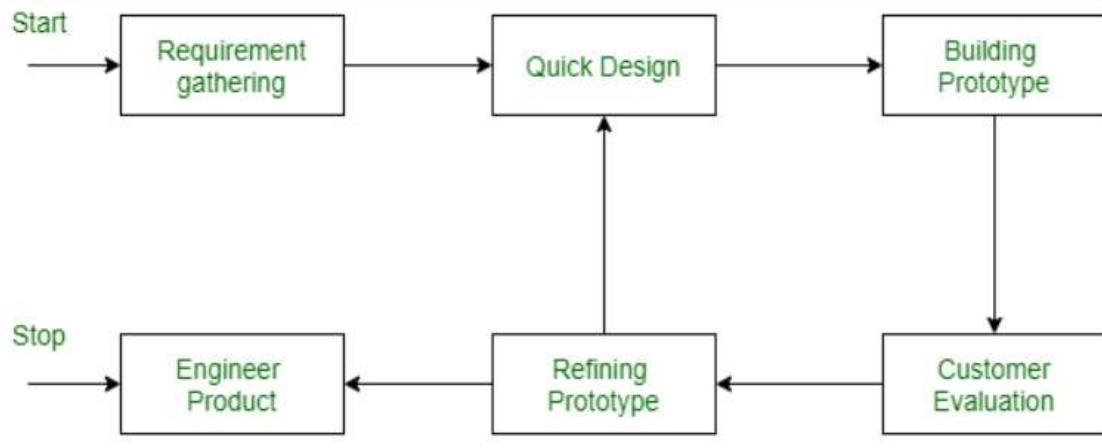 Start
Requirement
gathering
Quick Design
Building
Prototype
Stop
Engineer
Product
Refining
Prototype
Customer
Evaluation